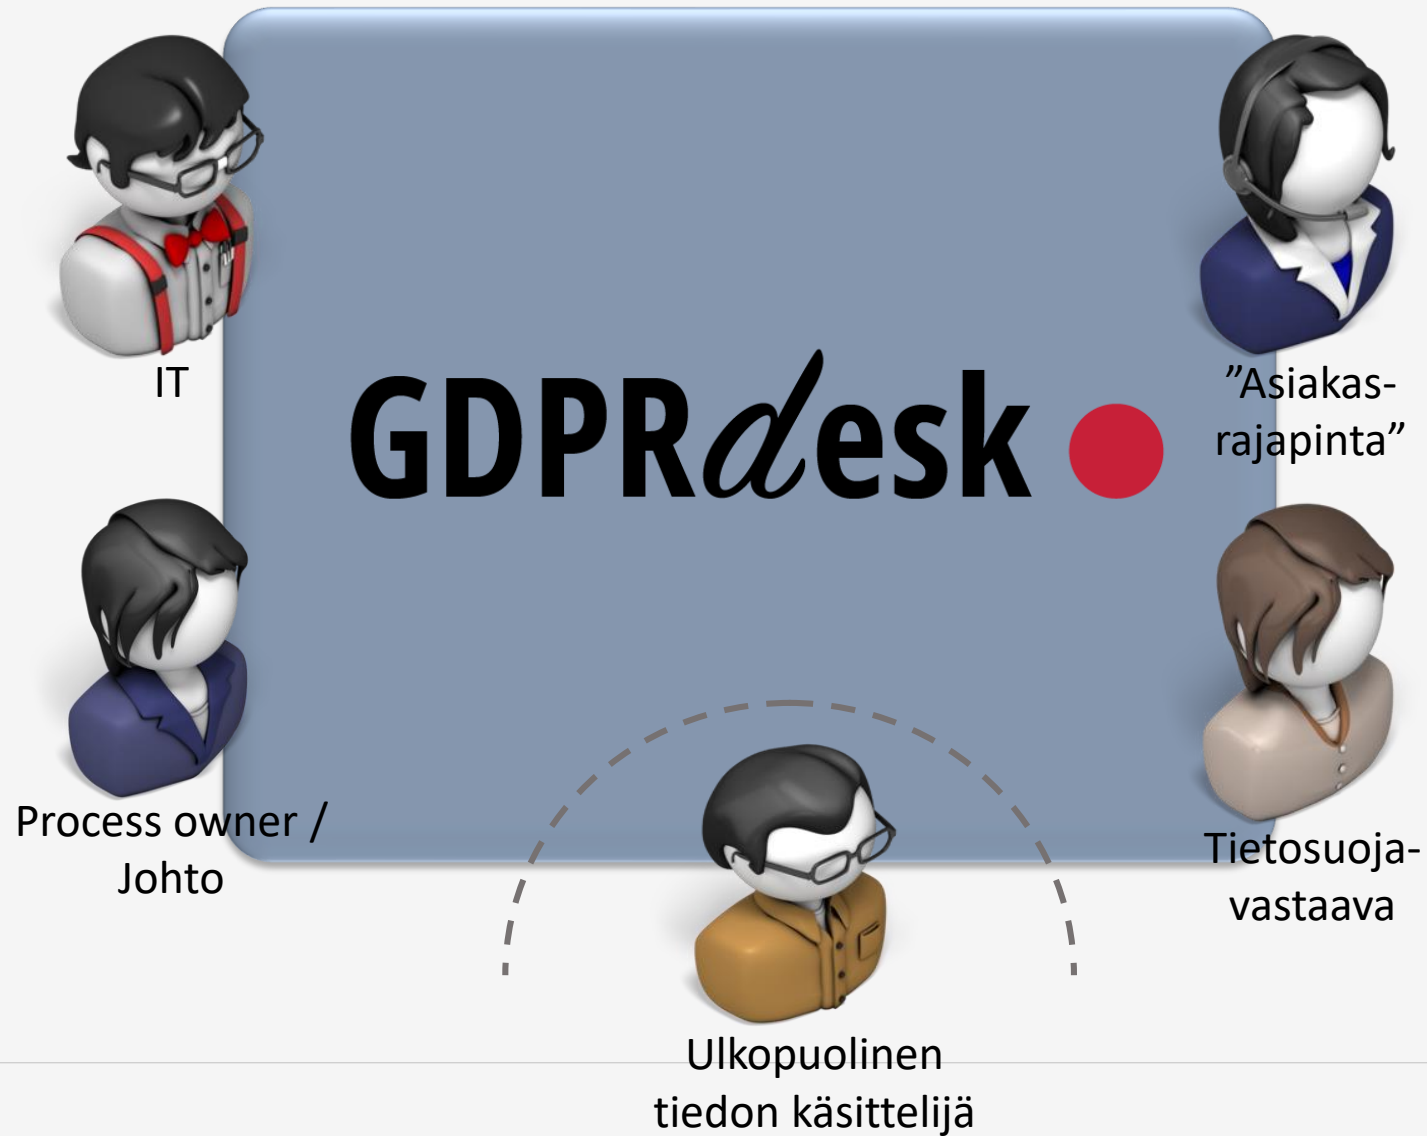 IT
GDPRdesk
”Asiakas-
rajapinta”
Process owner /
Johto
Tietosuoja-
vastaava
Ulkopuolinen
tiedon käsittelijä